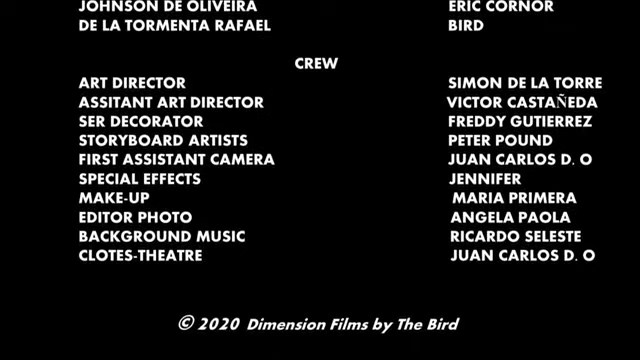 JOHNSON DE OLIVEIRA ERIC CORNOR
DE LA TORMENTA RAFAEL BIRD
CREW
ART DIRECTOR SIMON DE LA TORRE
ASSITANT ART DIRECTOR VICTOR CASTAÑEDA
SER DECORATOR FREDDY GUTIERREZ
STORYBOARD ARTISTS PETER POUND
FIRST ASSISTANT CAMERA JUAN CARLOS D. O
SPECIAL EFFECTS JENNIFER
MAKE-UP MARIA PRIMERA
EDITOR PHOTO ANGELA PAOLA
BACKGROUND MUSIC RICARDO SELESTE
CLOTES-THEATRE JUAN CARLOS D. O
© 2020 Dimension Films by The Bird